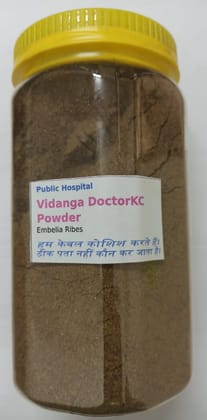 Public Hospital
Vidanga DoctorKC
Powder
Embelia Ribes
हम केवल कोशिश करते हैं।
ठीक पता नहीं कौन कर जाता है।